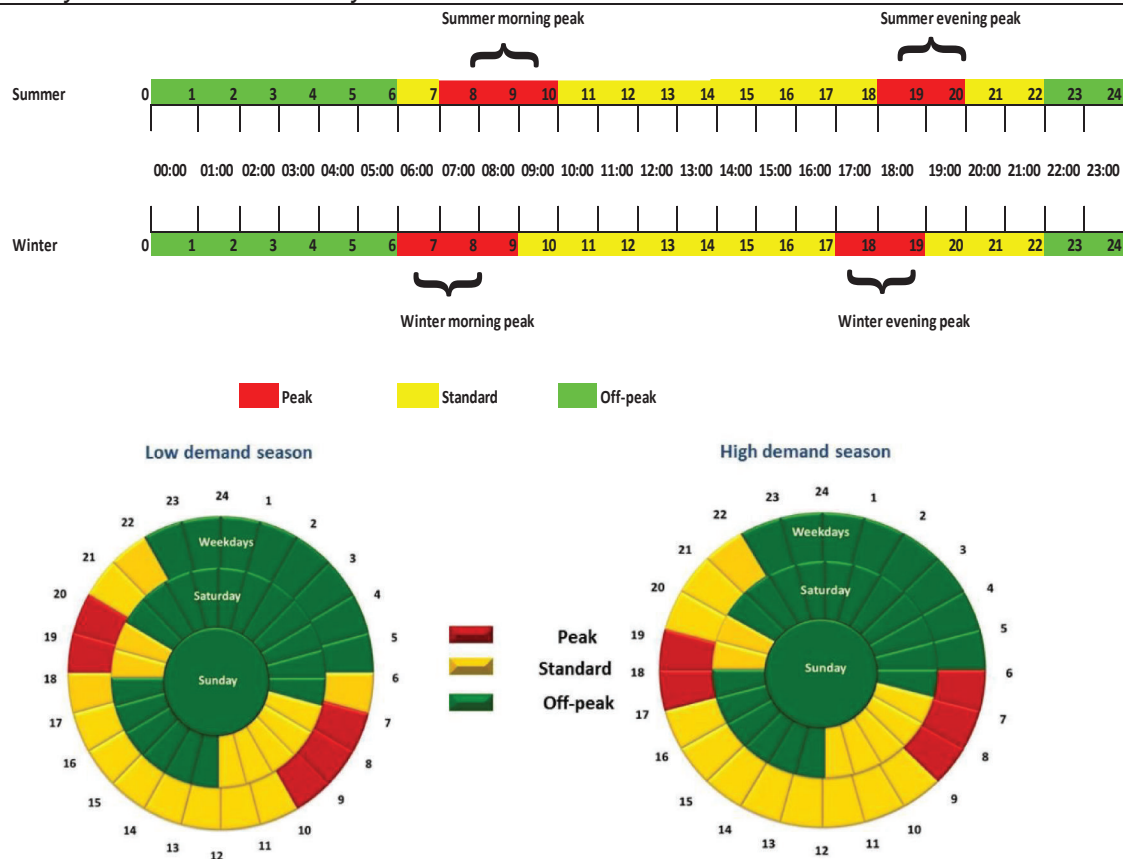 Summer morning peak Summer evening peak
Summer 0 1 2 3 4 5 6 7 8 9 10 11 12 13 14 15 16 17 18 19 20 21 22 23 24
00:00 01:00 02:00 03:00 04:00 05:00 06:00 07:00 08:00 09:00 10:00 11:00 12:00 13:00 14:00 15:00 16:00 17:00 18:00 19:00 20:00 21:00 22:00 23:00
Winter 0 1 2 3 4 5 6 7 8 9 10 11 12 13 14 15 16 17 18 19 20 21 22 23 24
Winter morning peak Winter evening peak
Peak Standard Off-peak
Low demand season
24 1 2 3 4 5 6 7 8 9 10 11 12 13 14 15 16 17 18 19 20 21 22 23
Weekdays
Saturday
Sunday
Peak
Standard
Off-peak
High demand season
24 1 2 3 4 5 6 7 8 9 10 11 12 13 14 15 16 17 18 19 20 21 22 23
Weekdays
Saturday
Sunday